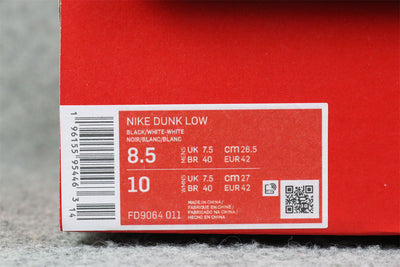 NIKE DUNK LOW
BLACK/WHITE-WHITE
NOIR/BLANC/BLANC
8.5 MENS UK 7.5 cm 26.5
BR 40 EUR 42
10 WMNS UK 7.5 cm 27
BR 40 EUR 42
FD9064 011
MADE IN CHINA/
FABRIQUE EN CHINE/
FABRICADO NA CHINA/
HECHO EN CHINA
1 96155 95446 3 14